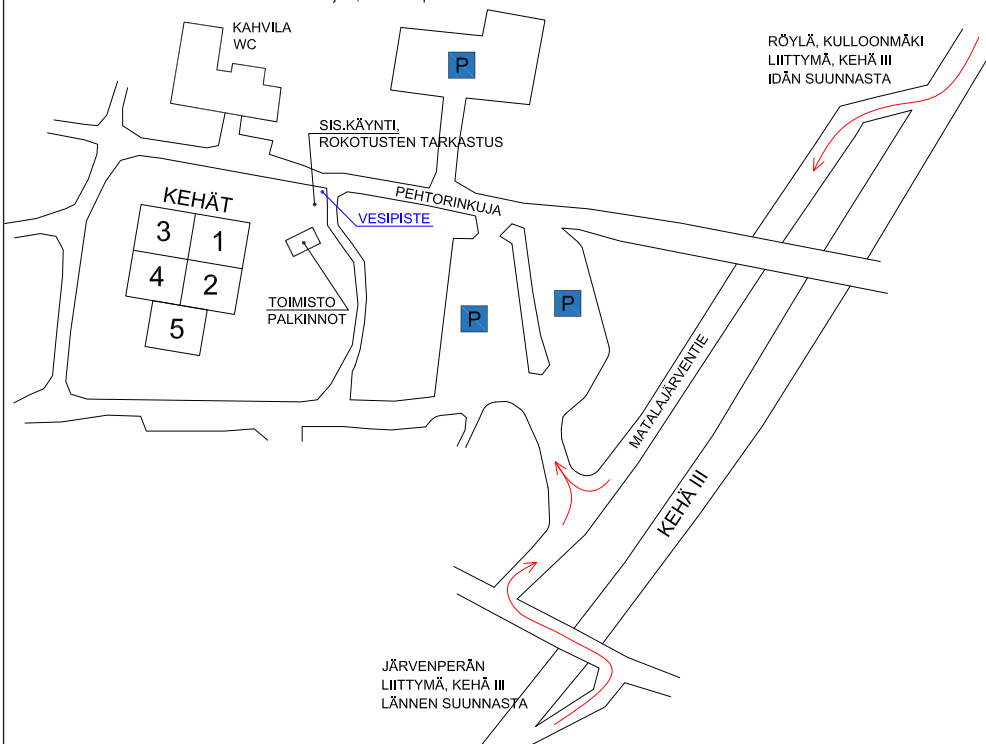 KAHVILA
WC
P
RÖYLÄ, KULLOONMÄKI
LIITTYMÄ, KEHÄ III
IDÄN SUUNNASTA
SIS.KÄYNTI,
ROKOTUSTEN TARKASTUS
PEHTORINKUJA
VESIPISTE
KEHÄT
3 1
4 2
5
TOIMISTO
PALKINNOT
P
P
MATALAJÄRVENTIE
KEHÄ III
JÄRVENPERÄN
LIITTYMÄ, KEHÄ III
LÄNNEN SUUNNASTA